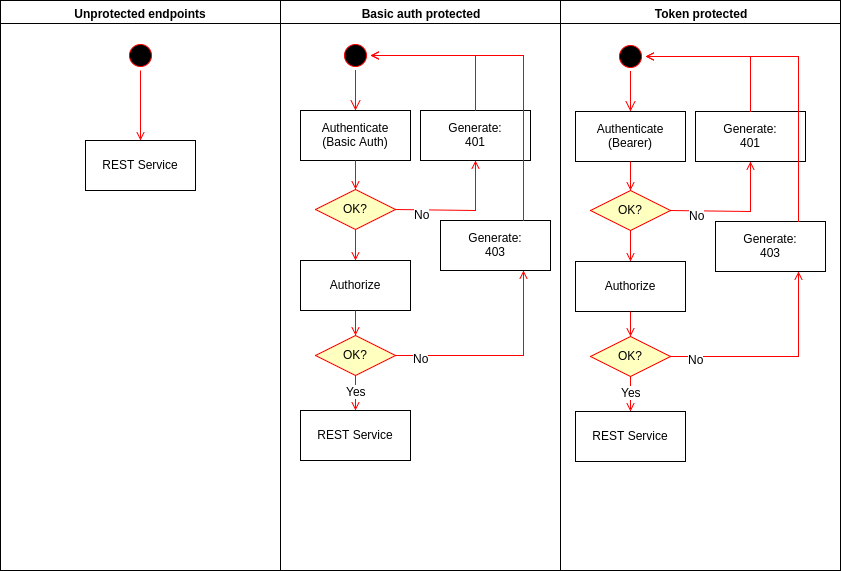 Unprotected endpoints
Basic auth protected
Token protected
REST Service
Authenticate
(Basic Auth)
Generate:
401
OK?
No
Generate:
403
Authorize
OK?
No
Yes
REST Service
Authenticate
(Bearer)
Generate:
401
OK?
No
Generate:
403
Authorize
OK?
No
Yes
REST Service